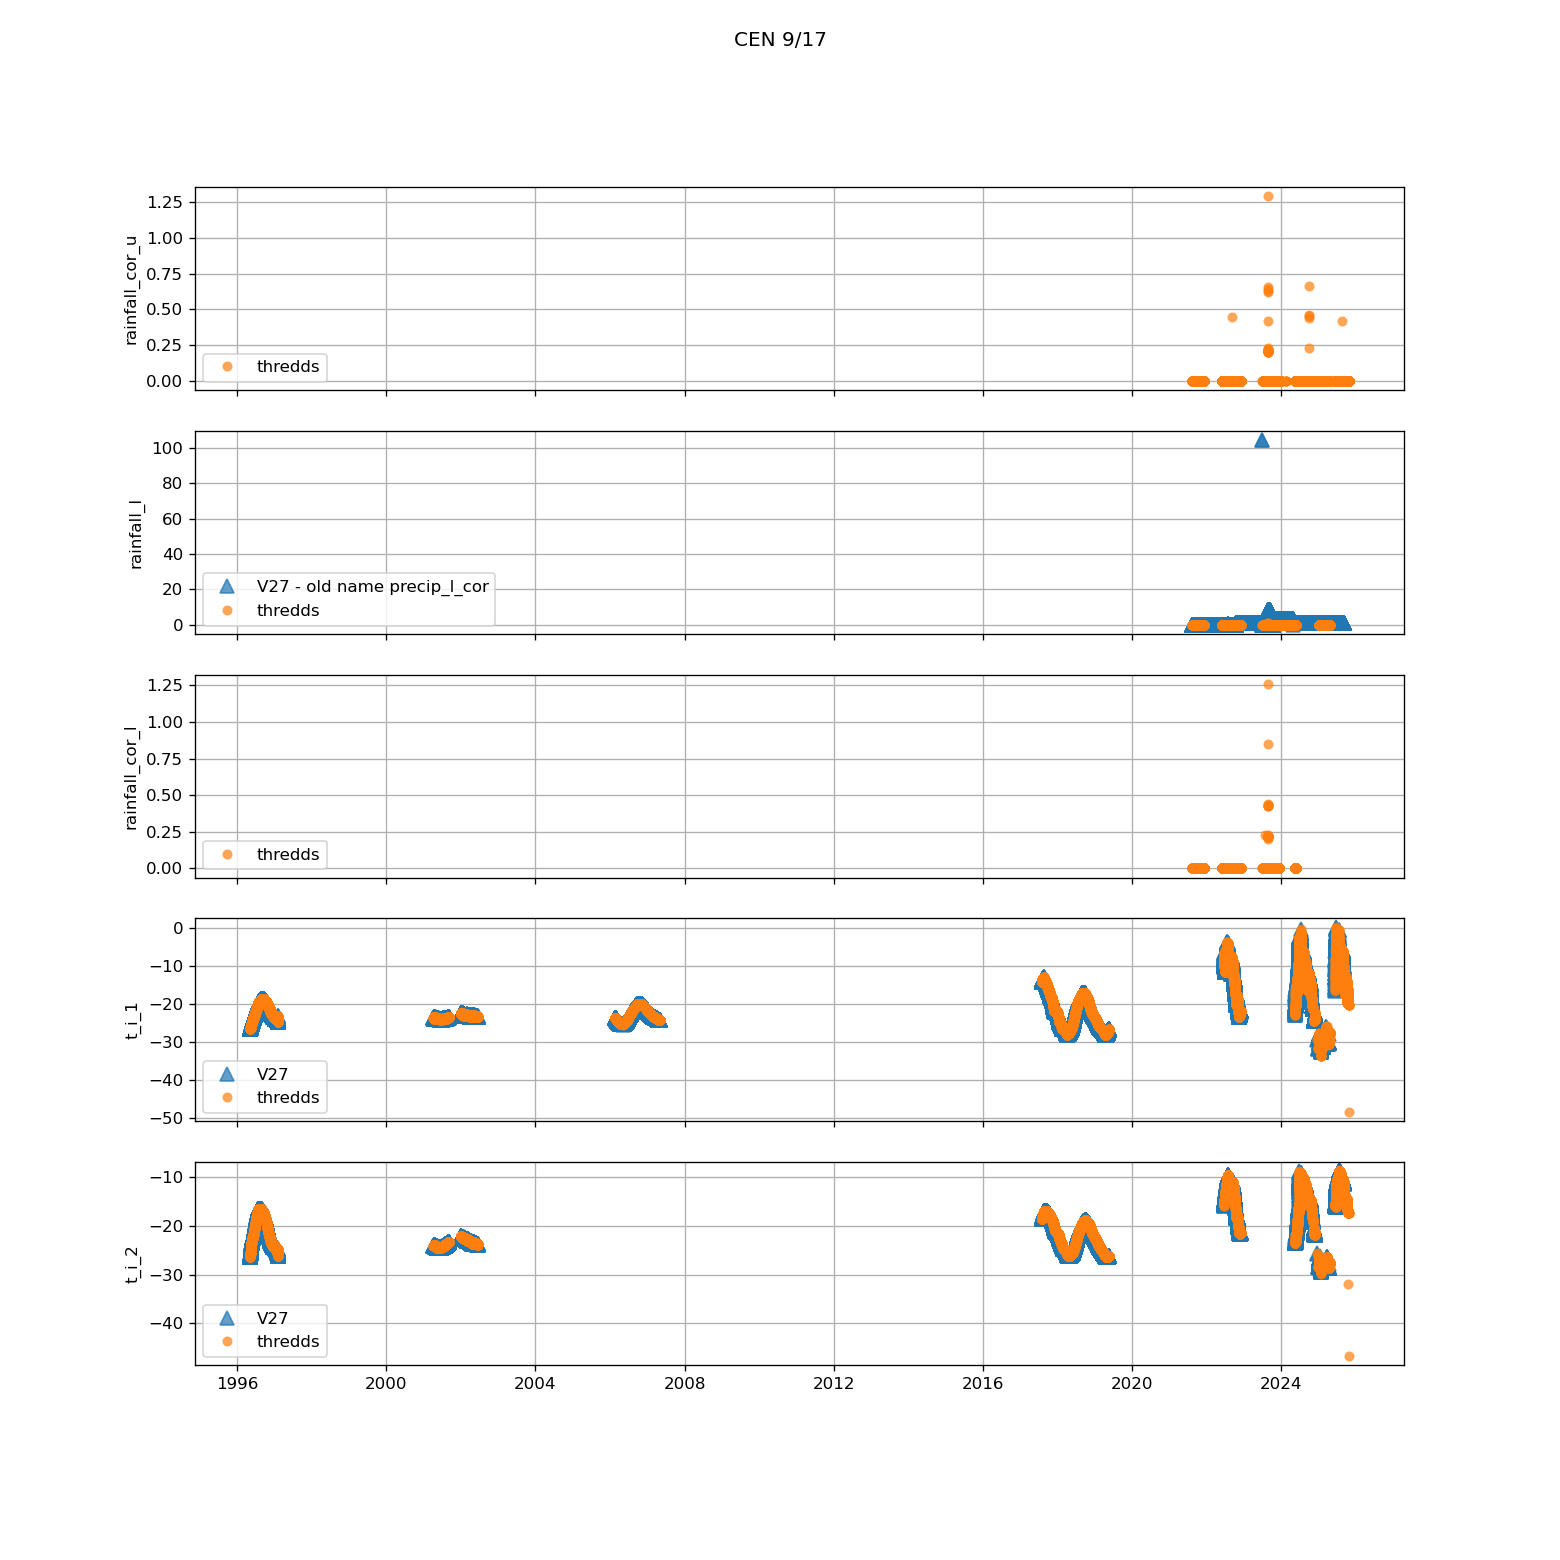 CEN 9/17
rainfall_cor_u
1.25
1.00
0.75
0.50
0.25
0.00
thredds
rainfall_l
100
80
60
40
20
0
V27 - old name precip_l_cor
thredds
rainfall_cor_l
1.25
1.00
0.75
0.50
0.25
0.00
thredds
t_i_1
0
−10
−20
−30
−40
−50
V27
thredds
t_i_2
−10
−20
−30
−40
V27
thredds
1996 2000 2004 2008 2012 2016 2020 2024